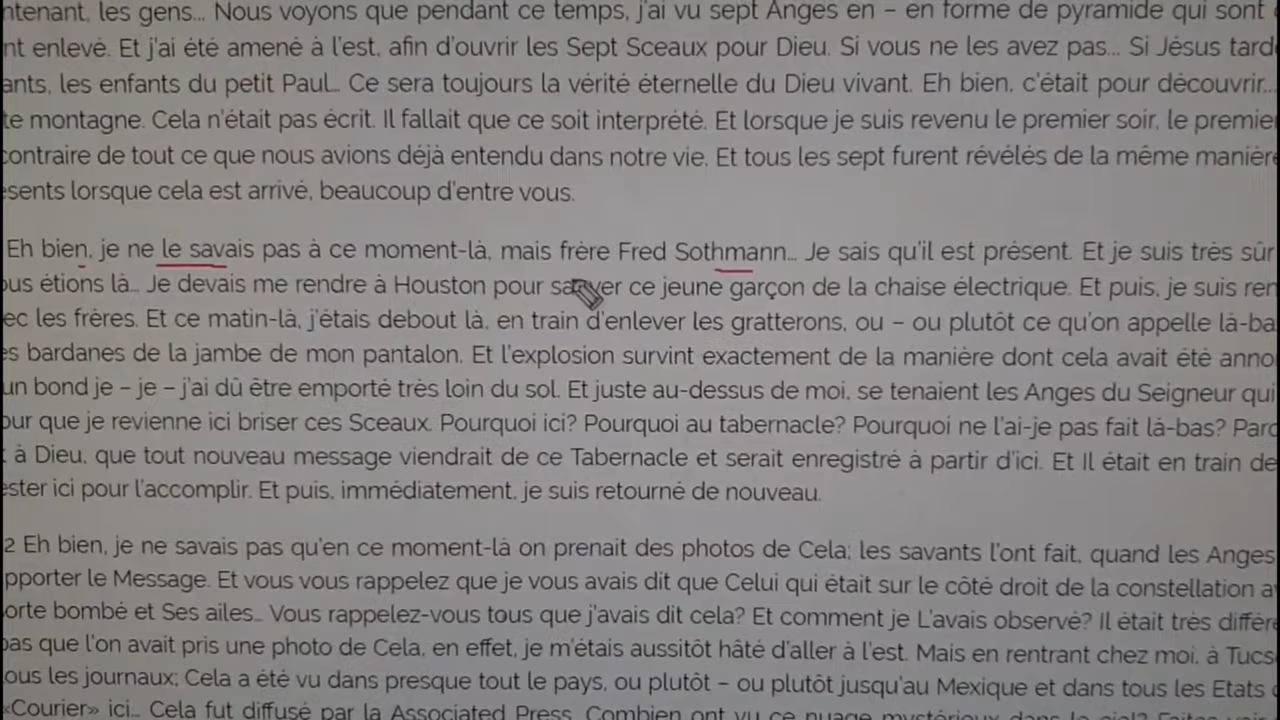 ntenant, les gens... Nous voyons que pendant ce temps, j'ai vu sept Anges en – en forme de pyramide qui sont
nt enlevé. Et j'ai été amené à l'est, afin d'ouvrir les Sept Sceaux pour Dieu. Si vous ne les avez pas... Si Jésus tard
ants, les enfants du petit Paul... Ce sera toujours la vérité éternelle du Dieu vivant. Eh bien, c'était pour découvrir...
te montagne. Cela n'était pas écrit. Il fallait que ce soit interprété. Et lorsque je suis revenu le premier soir, le premier
contraire de tout ce que nous avions déjà entendu dans notre vie. Et tous les sept furent révélés de la même manière
esents lorsque cela est arrivé, beaucoup d'entre vous.
Eh bien, je ne le savais pas à ce moment-là, mais frère Fred Sothmann... Je sais qu'il est présent. Et je suis très sûr
ous étions là... Je devais me rendre à Houston pour sauver ce jeune garçon de la chaise électrique. Et puis, je suis ren
ec les frères. Et ce matin-là, j'étais debout là, en train d'enlever les gratterons, ou – ou plutôt ce qu'on appelle là-ba
es bardanes de la jambe de mon pantalon. Et l'explosion survint exactement de la manière dont cela avait été anno
un bond je – je – j'ai dû être emporté très loin du sol. Et juste au-dessus de moi, se tenaient les Anges du Seigneur qui
our que je revienne ici briser ces Sceaux. Pourquoi ici? Pourquoi au tabernacle? Pourquoi ne l'ai-je pas fait là-bas? Parc
t à Dieu, que tout nouveau message viendrait de ce Tabernacle et serait enregistré à partir d'ici. Et Il était en train de
ester ici pour l'accomplir. Et puis, immédiatement, je suis retourné de nouveau.
2 Eh bien, je ne savais pas qu'en ce moment-là on prenait des photos de Cela; les savants l'ont fait, quand les Anges
pporter le Message. Et vous vous rappelez que je vous avais dit que Celui qui était sur le côté droit de la constellation av
orte bombé et Ses ailes... Vous rappelez-vous tous que j'avais dit cela? Et comment je L'avais observé? Il était très différe
pas que l'on avait pris une photo de Cela, en effet, je m'étais aussitôt hâté d'aller à l'est. Mais en rentrant chez moi, à Tucs
ous les journaux; Cela a été vu dans presque tout le pays, ou plutôt – ou plutôt jusqu'au Mexique et dans tous les Etats
«Courier» ici... Cela fut diffusé par la Associated Press. Combien ont vu ce nuage mystérieux dans le ciel?